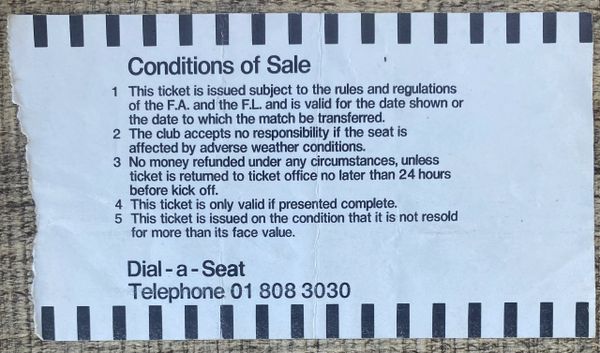 Conditions of Sale
1 This ticket is issued subject to the rules and regulations
of the F.A. and the F.L. and is valid for the date shown or
the date to which the match be transferred.
2 The club accepts no responsibility if the seat is
affected by adverse weather conditions.
3 No money refunded under any circumstances, unless
ticket is returned to ticket office no later than 24 hours
before kick off.
4 This ticket is only valid if presented complete.
5 This ticket is issued on the condition that it is not resold
for more than its face value.
Dial-a-Seat
Telephone 01 808 3030